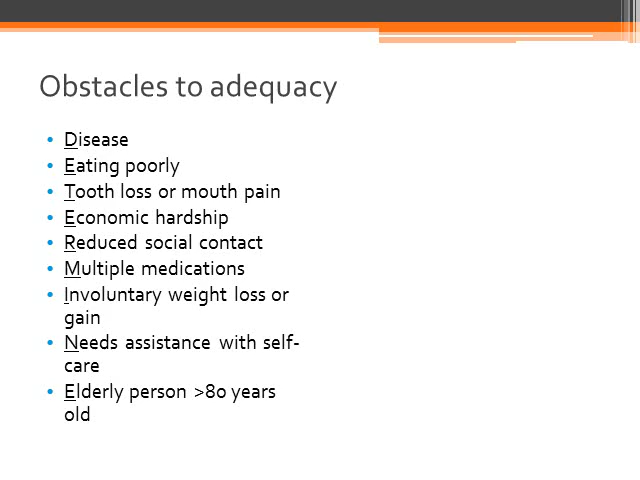 Obstacles to adequacy
• Disease
• Eating poorly
• Tooth loss or mouth pain
• Economic hardship
• Reduced social contact
• Multiple medications
• Involuntary weight loss or
gain
• Needs assistance with self-
care
• Elderly person >80 years
old